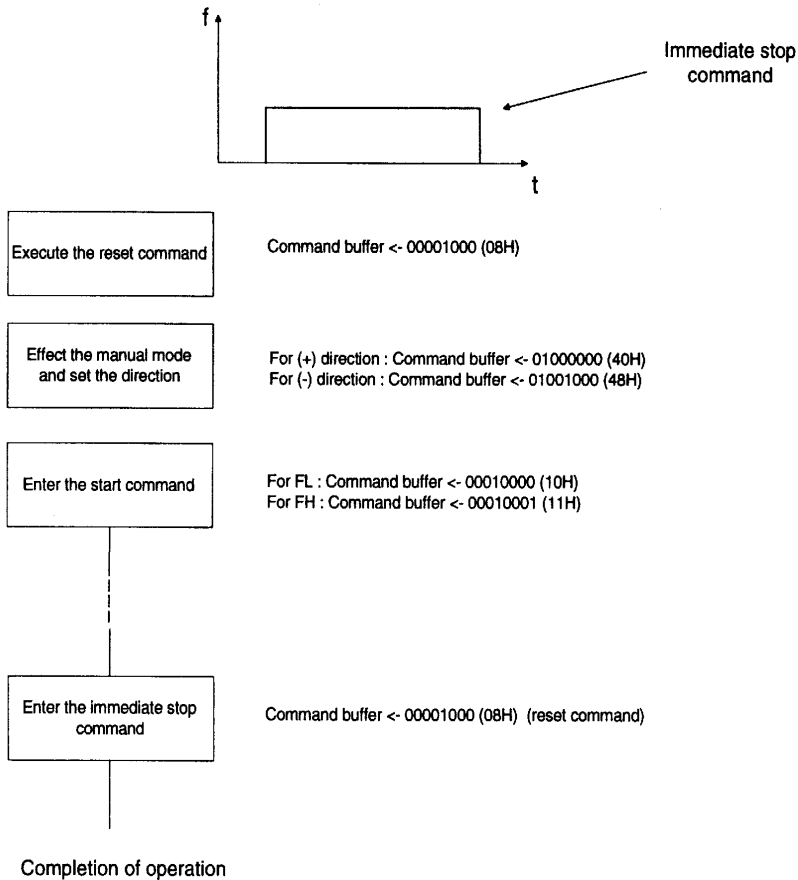 f
Immediate stop
command
t
Execute the reset command
Command buffer <- 00001000 (08H)
Effect the manual mode
and set the direction
For (+) direction : Command buffer <- 01000000 (40H)
For (-) direction : Command buffer <- 01001000 (48H)
Enter the start command
For FL : Command buffer <- 00010000 (10H)
For FH : Command buffer <- 00010001 (11H)
Enter the immediate stop
command
Command buffer <- 00001000 (08H) (reset command)
Completion of operation